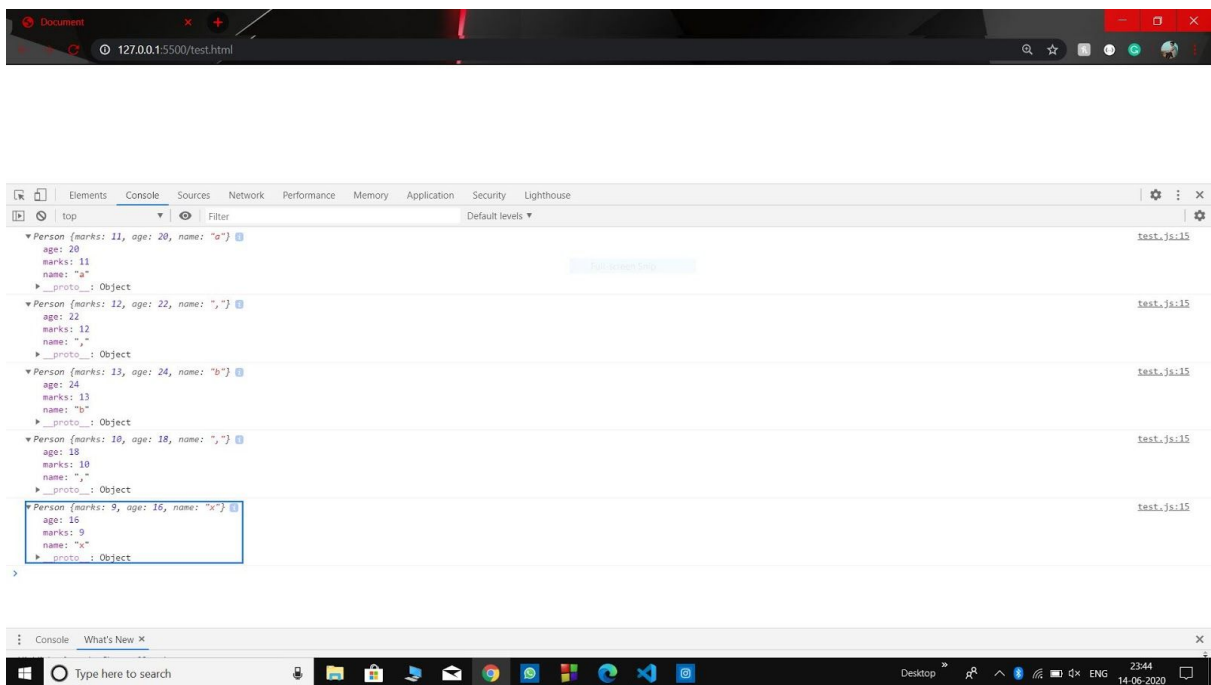 Document
127.0.0.1:5500/test.html
Elements Console Sources Network Performance Memory Application Security Lighthouse
top Filter Default levels
Person {marks: 11, age: 20, name: "a"} test.js:15
age: 20
marks: 11
name: "a"
__proto__: Object
Person {marks: 12, age: 22, name: ","} test.js:15
age: 22
marks: 12
name: ","
__proto__: Object
Person {marks: 13, age: 24, name: "b"} test.js:15
age: 24
marks: 13
name: "b"
__proto__: Object
Person {marks: 10, age: 18, name: ","} test.js:15
age: 18
marks: 10
name: ","
__proto__: Object
Person {marks: 9, age: 16, name: "x"} test.js:15
age: 16
marks: 9
name: "x"
__proto__: Object
Console What's New
Type here to search Desktop ENG 23:44
14-06-2020